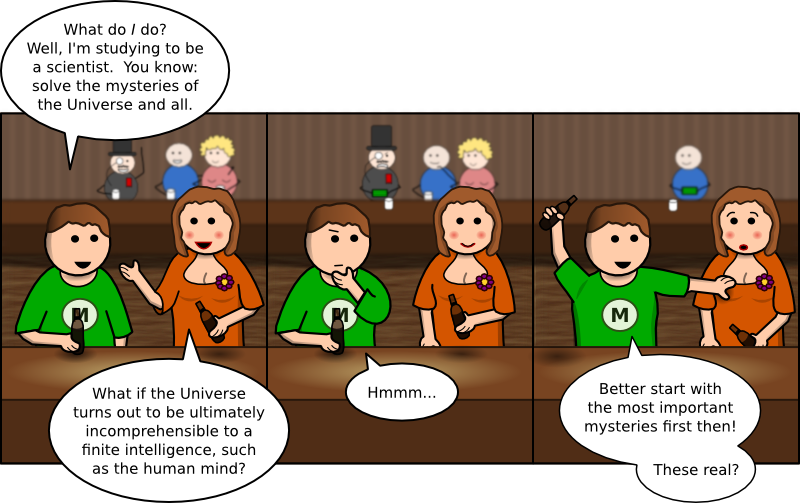 What do I do?
Well, I'm studying to be
a scientist.  You know:
solve the mysteries of
the Universe and all.
What if the Universe
turns out to be ultimately
incomprehensible to a
finite intelligence, such
as the human mind?
M
Hmmm...
M
Better start with
the most important
mysteries first then!
These real?
M